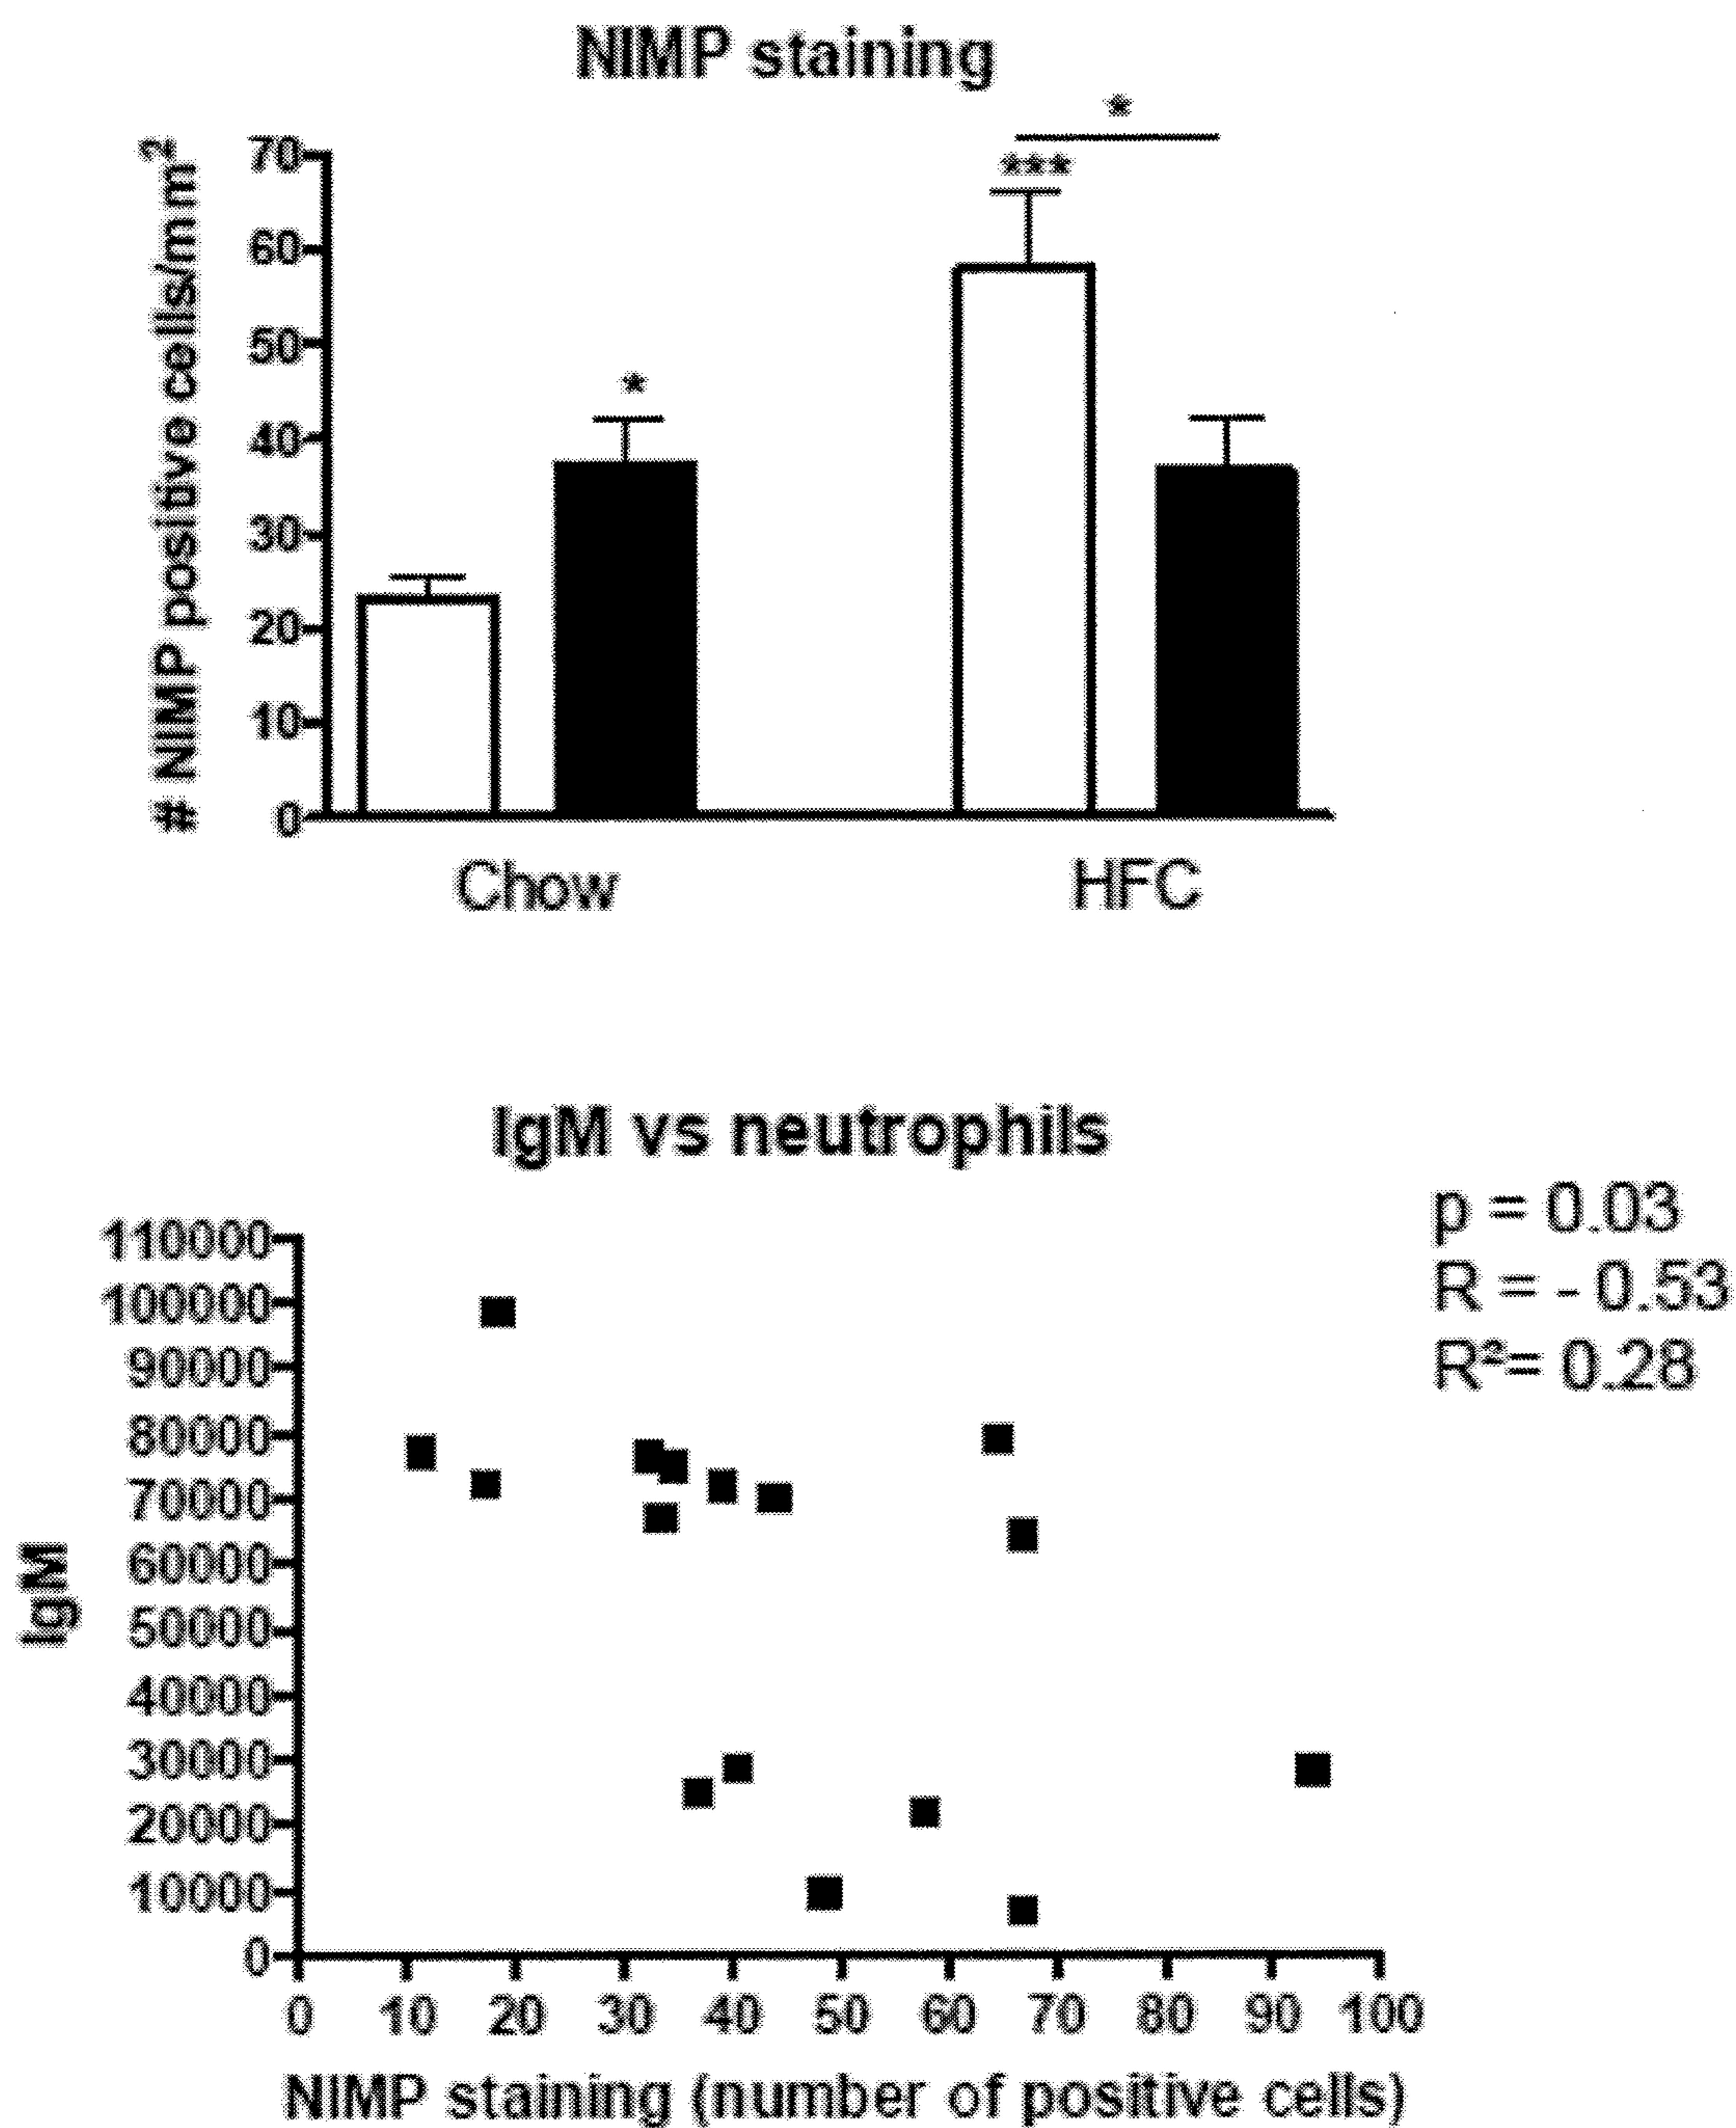 NIMP staining
*
***
*
# NIMP positive cells/mm²
70
60
50
40
30
20
10
0
Chow HFC
IgM vs neutrophils
p = 0.03
R = - 0.53
R²= 0.28
IgM
110000
100000
90000
80000
70000
60000
50000
40000
30000
20000
10000
0
0 10 20 30 40 50 60 70 80 90 100
NIMP staining (number of positive cells)